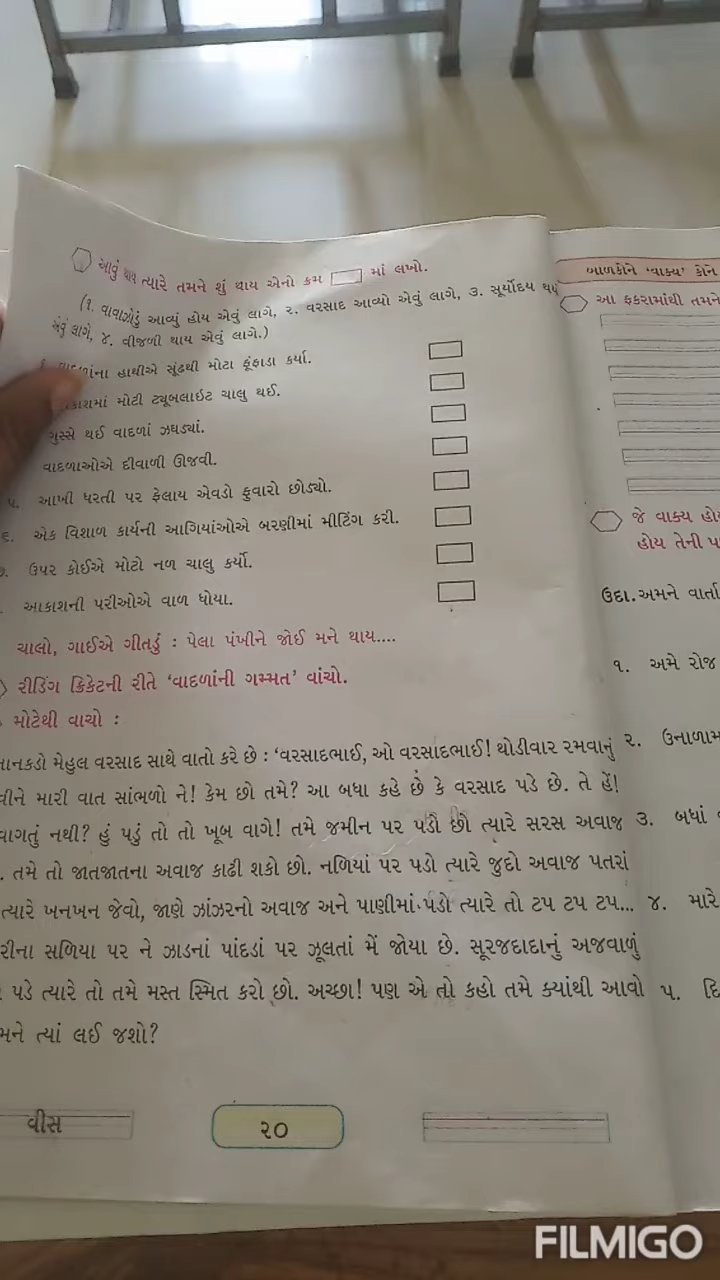 આવું થાય ત્યારે તમને શું થાય એનો ક્રમ માં લખો.
(૧. વાવાઝોડું આવ્યું હોય એવું લાગે, ૨. વરસાદ આવ્યો એવું લાગે, ૩. સૂર્યોદય થયો
એવું લાગે, ૪. વીજળી થાય એવું લાગે.)
હાથીએ સૂંઢથી મોટા ફૂંફાડા કર્યા.
મોટી ટ્યૂબલાઇટ ચાલુ થઈ.
ગુસ્સે થઈ વાદળાં ઝઘડ્યાં.
વાદળાઓએ દીવાળી ઊજવી.
૫. આખી ધરતી પર ફેલાય એવડો ફુવારો છોડ્યો.
૬. એક વિશાળ કાર્યની આગિયાંઓએ બરણીમાં મીટિંગ કરી.
ઉપર કોઈએ મોટો નળ ચાલુ કર્યો.
આકાશની પરીઓએ વાળ ધોયા.
ચાલો, ગાઈએ ગીતડું : પેલા પંખીને જોઈ મને થાય....
રીડિંગ ક્રિકેટની રીતે ‘વાદળાંની ગમ્મત’ વાંચો.
મોટેથી વાચો :
મેહુલ વરસાદ સાથે વાતો કરે છે : ‘વરસાદભાઈ, ઓ વરસાદભાઈ! થોડીવાર રમવાનું
મારી વાત સાંભળો ને! કેમ છો તમે? આ બધા કહે છે કે વરસાદ પડે છે. તે હેં!
વાગતું નથી? હું પડું તો તો ખૂબ વાગે! તમે જમીન પર પડો છો ત્યારે સરસ અવાજ
. તમે તો જાતજાતના અવાજ કાઢી શકો છો. નળિયાં પર પડો ત્યારે જુદો અવાજ પતરાં
ત્યારે ખનખન જેવો, જાણે ઝાંઝરનો અવાજ અને પાણીમાં પડો ત્યારે તો ટપ ટપ ટપ...
સળિયા પર ને ઝાડનાં પાંદડાં પર ઝૂલતાં મેં જોયા છે. સૂરજદાદાનું અજવાળું
પડે ત્યારે તો તમે મસ્ત સ્મિત કરો છો. અચ્છા! પણ એ તો કહો તમે ક્યાંથી આવો
મને ત્યાં લઈ જશો?
વીસ
૨૦
બાળકોને ‘વાક્ય’ કોને
આ ફકરામાંથી તમને
જે વાક્ય હો
હોય તેની પ
ઉદા. અમને વાર્તા
૧. અમે રોજ
૨. ઉનાળામ
૩. બધાં
૪. મારે
૫. દિ
FILMIGO